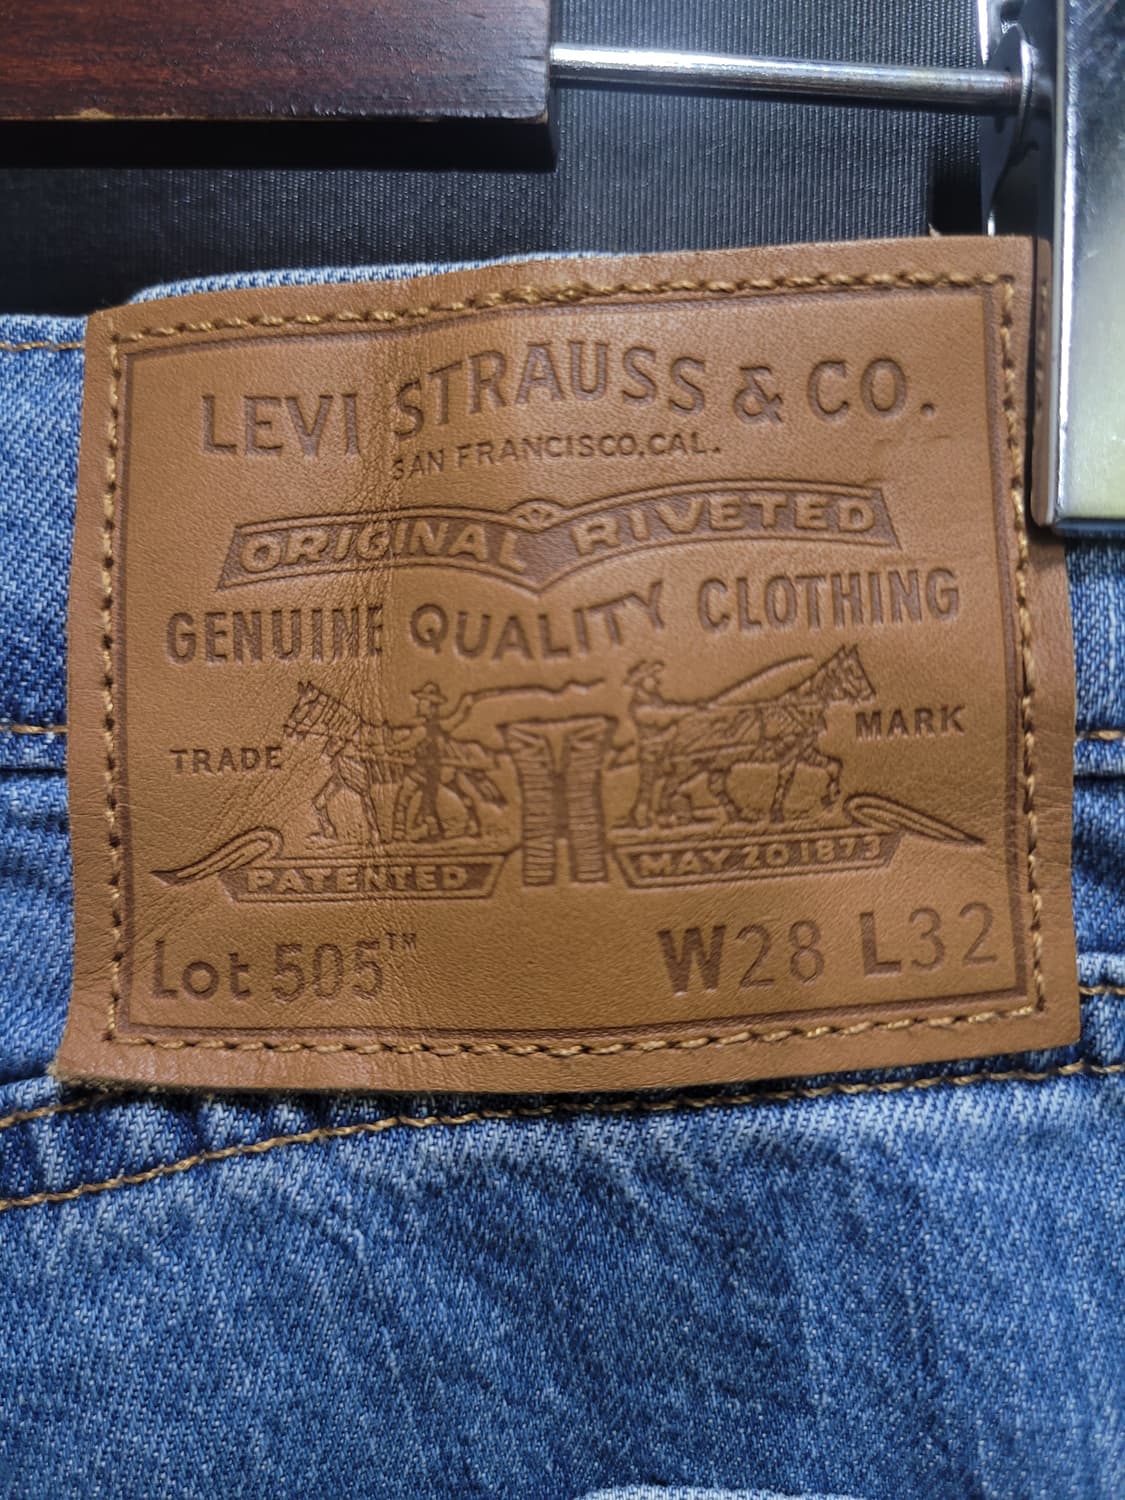 LEVI STRAUSS & CO.
SAN FRANCISCO, CAL.
ORIGINAL RIVETED
GENUINE QUALITY CLOTHING
TRADE MARK
PATENTED MAY 20 1873
Lot 505™ W28 L32